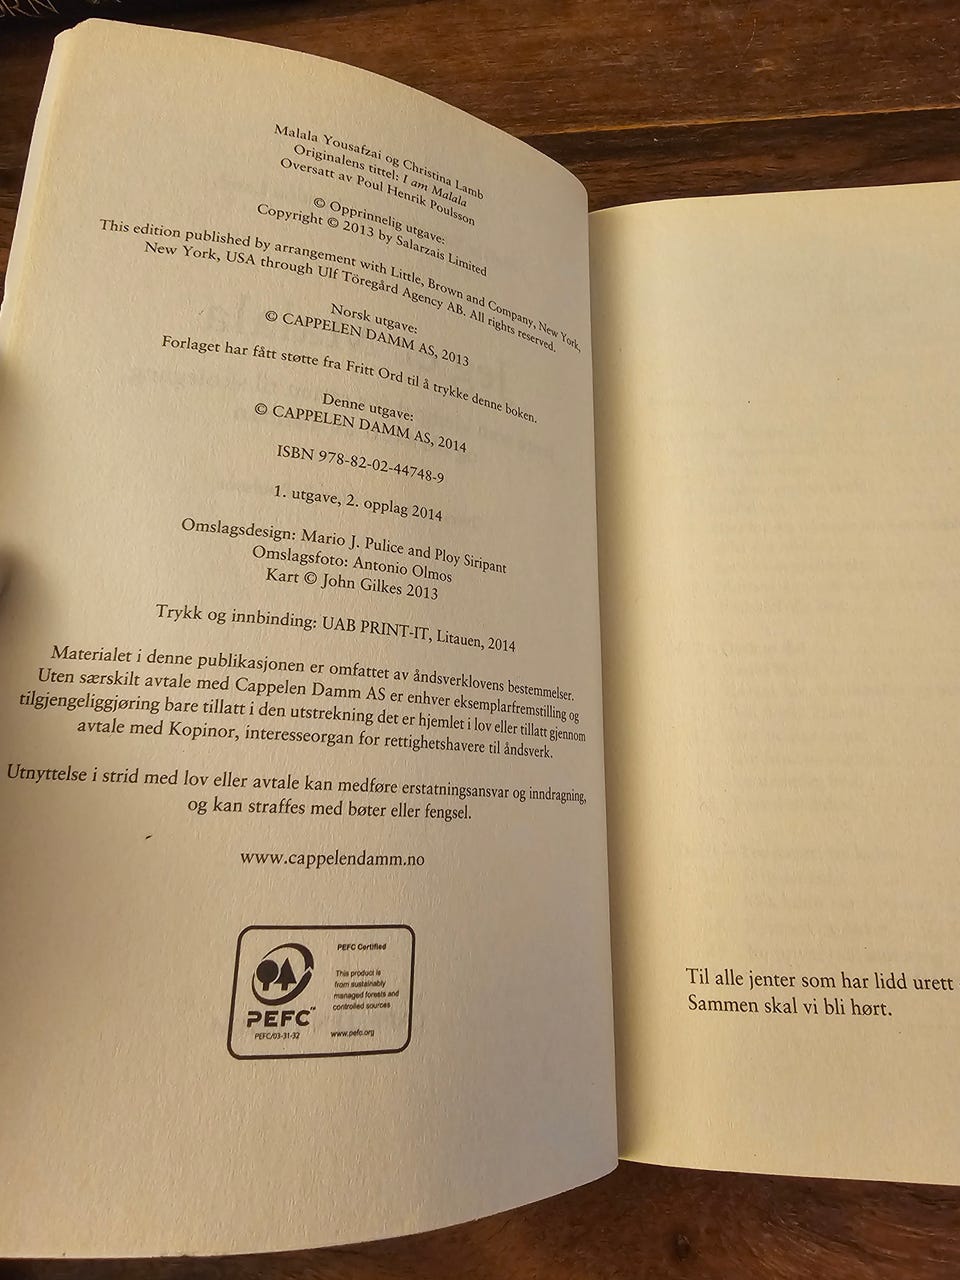 Malala Yousafzai og Christina Lamb
Originalens tittel: I am Malala
Oversatt av Poul Henrik Poulsson
© Opprinnelig utgave:
Copyright © 2013 by Salarzais Limited
This edition published by arrangement with Little, Brown and Company, New York,
New York, USA through Ulf Töregård Agency AB. All rights reserved.
Norsk utgave:
© CAPPELEN DAMM AS, 2013
Forlaget har fått støtte fra Fritt Ord til å trykke denne boken.
Denne utgave:
© CAPPELEN DAMM AS, 2014
ISBN 978-82-02-44748-9
1. utgave, 2. opplag 2014
Omslagsdesign: Mario J. Pulice and Ploy Siripant
Omslagsfoto: Antonio Olmos
Kart © John Gilkes 2013
Trykk og innbinding: UAB PRINT-IT, Litauen, 2014
Materialet i denne publikasjonen er omfattet av åndsverklovens bestemmelser.
Uten særskilt avtale med Cappelen Damm AS er enhver eksemplarfremstilling og
tilgjengeliggjøring bare tillatt i den utstrekning det er hjemlet i lov eller tillatt gjennom
avtale med Kopinor, interesseorgan for rettighetshavere til åndsverk.
Utnyttelse i strid med lov eller avtale kan medføre erstatningsansvar og inndragning,
og kan straffes med bøter eller fengsel.
www.cappelendamm.no
PEFC Certified
This product is
from sustainably
managed forests and
controlled sources
PEFC™
PEFC/03-31-32
www.pefc.org
Til alle jenter som har lidd urett
Sammen skal vi bli hørt.